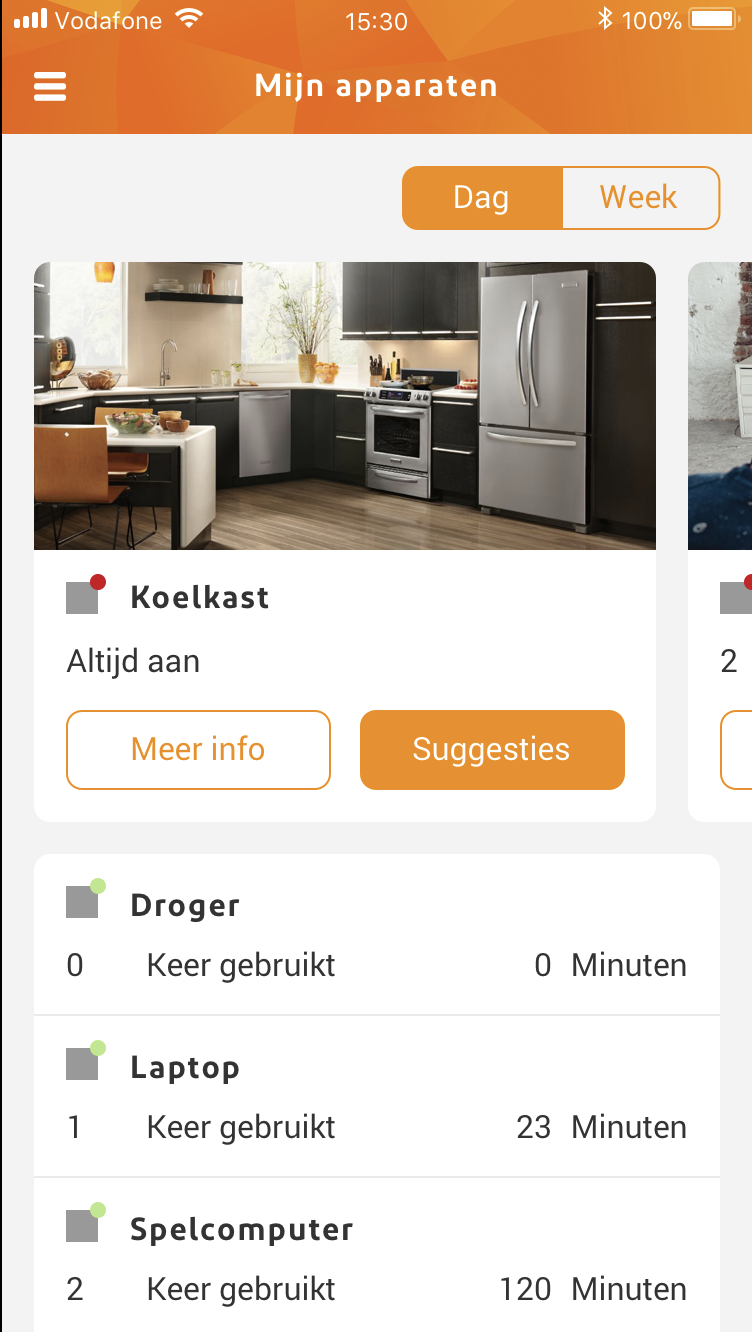 Vodafone 15:30 100%
Mijn apparaten
Dag Week
Koelkast
Altijd aan
2
Meer info Suggesties
Droger
0 Keer gebruikt 0 Minuten
Laptop
1 Keer gebruikt 23 Minuten
Spelcomputer
2 Keer gebruikt 120 Minuten